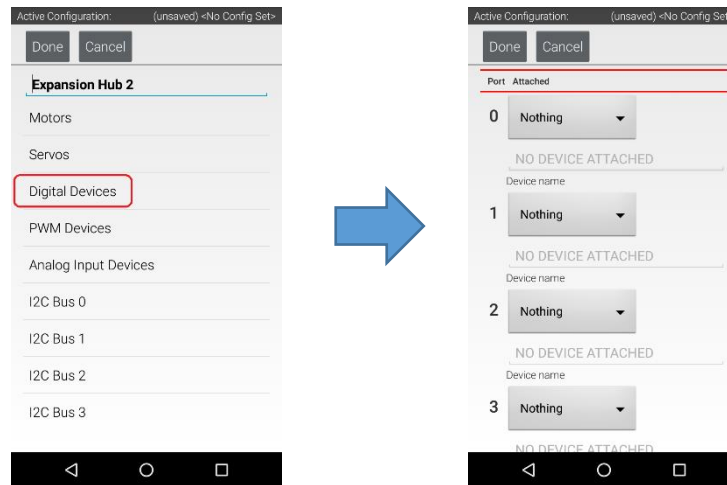 Active Configuration: (unsaved) <No Config Set>
Done Cancel
Expansion Hub 2
Motors
Servos
Digital Devices
PWM Devices
Analog Input Devices
I2C Bus 0
I2C Bus 1
I2C Bus 2
I2C Bus 3
Active Configuration: (unsaved) <No Config Set
Done Cancel
Port Attached
0 Nothing
NO DEVICE ATTACHED
Device name
1 Nothing
NO DEVICE ATTACHED
Device name
2 Nothing
NO DEVICE ATTACHED
Device name
3 Nothing
NO DEVICE ATTACHED